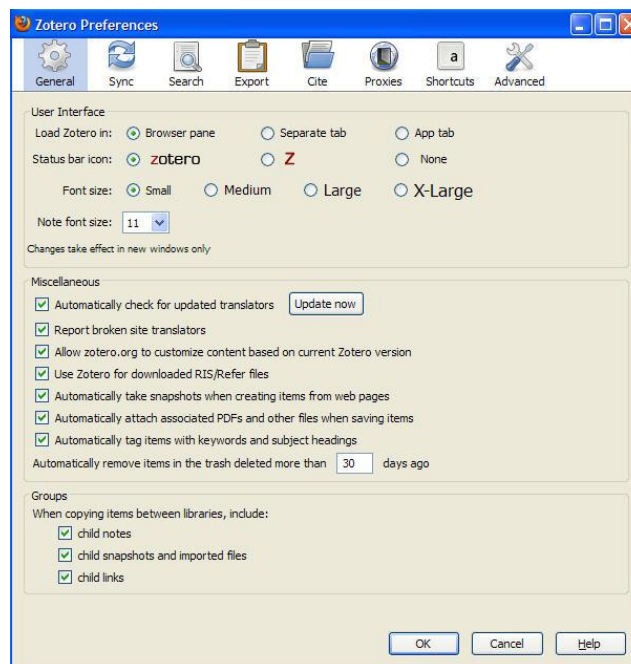 Zotero Preferences
General Sync Search Export Cite Proxies a Shortcuts Advanced
User Interface
Load Zotero in: Browser pane Separate tab App tab
Status bar icon: zotero Z None
Font size: Small Medium Large X-Large
Note font size: 11
Changes take effect in new windows only
Miscellaneous
Automatically check for updated translators Update now
Report broken site translators
Allow zotero.org to customize content based on current Zotero version
Use Zotero for downloaded RIS/Refer files
Automatically take snapshots when creating items from web pages
Automatically attach associated PDFs and other files when saving items
Automatically tag items with keywords and subject headings
Automatically remove items in the trash deleted more than 30 days ago
Groups
When copying items between libraries, include:
child notes
child snapshots and imported files
child links
OK Cancel Help